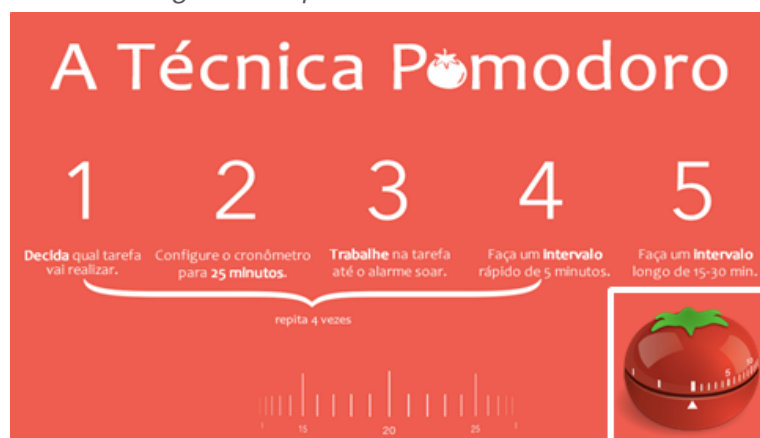 A Técnica Pomodoro
1
2
3
4
5
Decida qual tarefa
vai realizar.
Configure o cronômetro
para 25 minutos.
Trabalhe na tarefa
até o alarme soar.
Faça um intervalo
rápido de 5 minutos.
Faça um intervalo
longo de 15-30 min.
repita 4 vezes
15 20 25
5 10